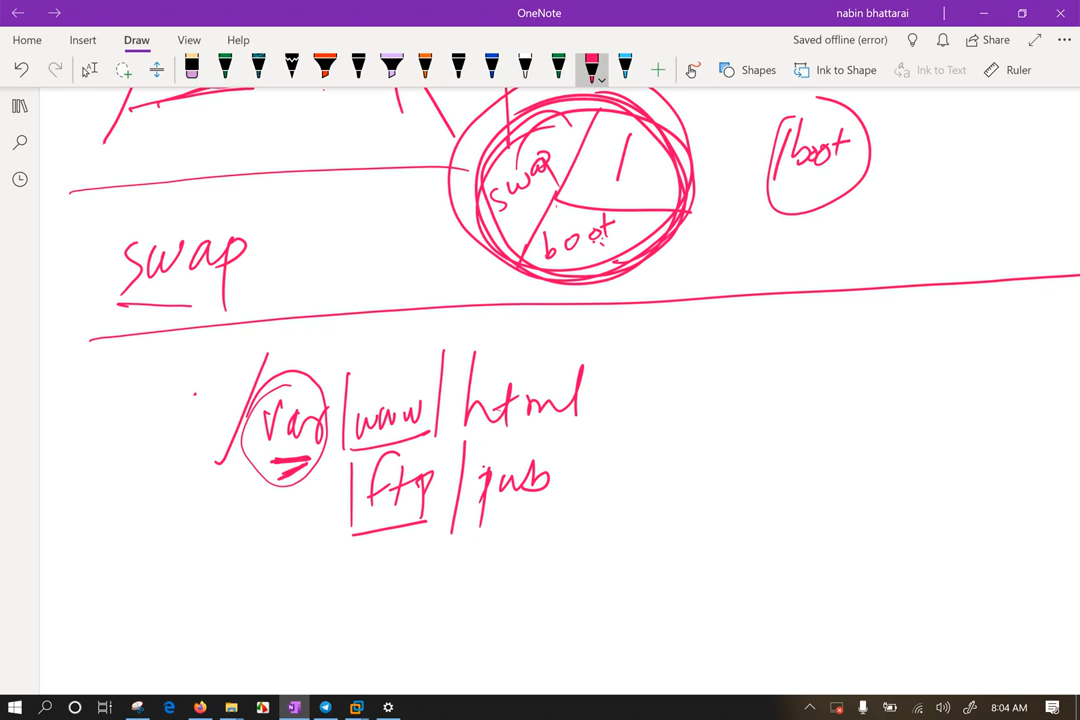 OneNote
nabin bhattarai
Home Insert Draw View Help
Saved offline (error)
Share
Shapes
Ink to Shape
Ink to Text
Ruler
swap /
boot
/boot
swap
/var/www/html
/ftp/pub
8:04 AM